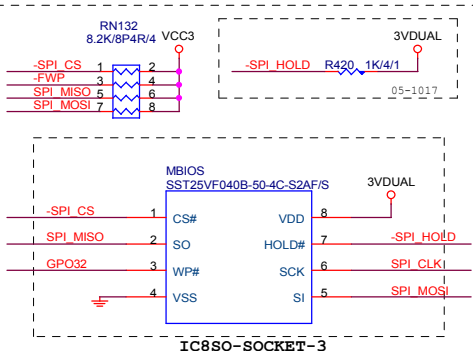 RN132
8.2K/8P4R/4
VCC3
3VDUAL
-SPI_CS 1 2
-FWP 3 4
SPI_MISO 5 6
SPI_MOSI 7 8
-SPI_HOLD R420 1K/4/1
05-1017
MBIOS
SST25VF040B-50-4C-S2AF/S
3VDUAL
-SPI_CS 1 CS# VDD 8
SPI_MISO 2 SO HOLD# 7 -SPI_HOLD
GPO32 3 WP# SCK 6 SPI_CLK
4 VSS SI 5 SPI_MOSI
IC8SO-SOCKET-3